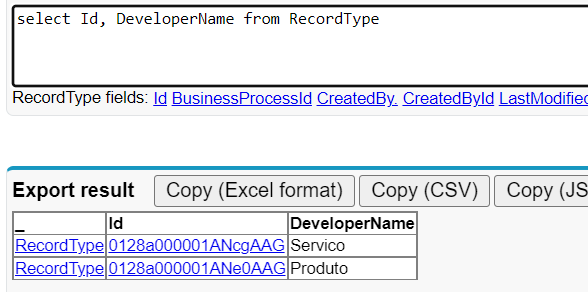 select Id, DeveloperName from RecordType
RecordType fields: Id BusinessProcessId CreatedBy. CreatedById LastModified
Export result Copy (Excel format) Copy (CSV) Copy (JS
_ Id DeveloperName
RecordType 0128a000001ANcgAAG Servico
RecordType 0128a000001ANe0AAG Produto